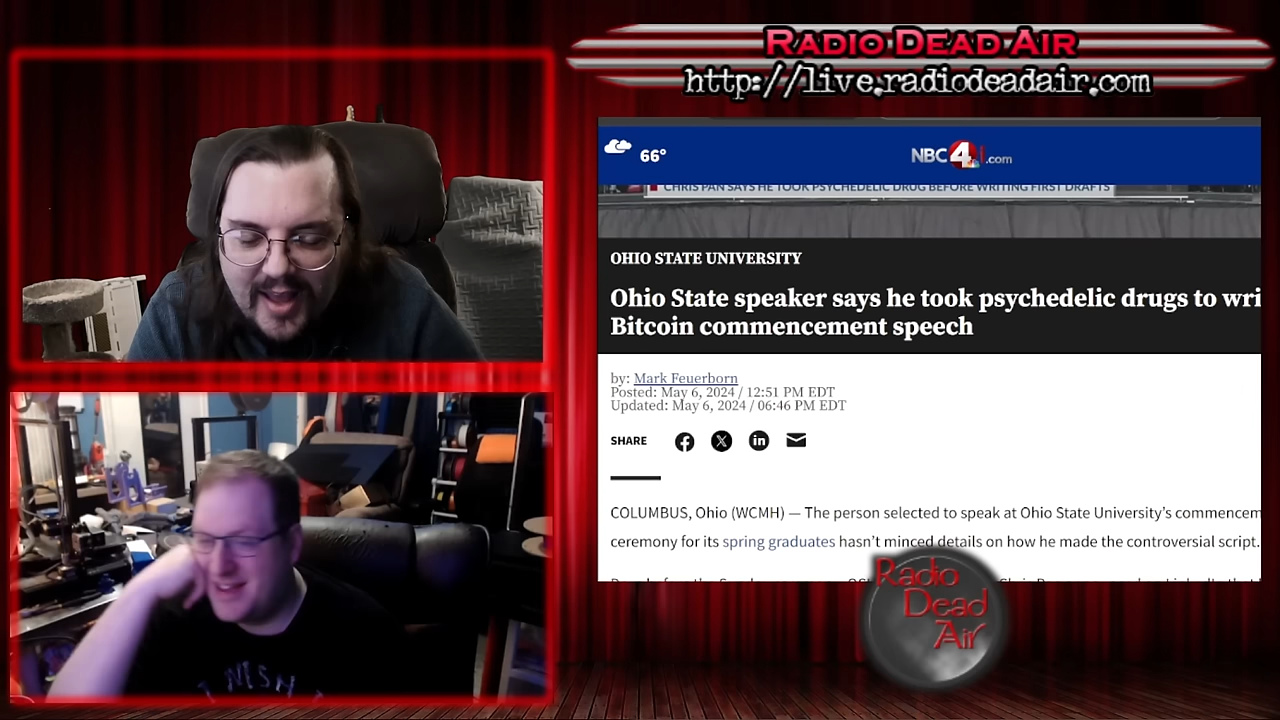 RADIO DEAD AIR
http://live.radiodeadair.com
66°
NBC4i.com
CHRIS PAN SAYS HE TOOK PSYCHEDELIC DRUG BEFORE WRITING FIRST DRAFTS
OHIO STATE UNIVERSITY
Ohio State speaker says he took psychedelic drugs to wri
Bitcoin commencement speech
by: Mark Feuerborn
Posted: May 6, 2024 / 12:51 PM EDT
Updated: May 6, 2024 / 06:46 PM EDT
SHARE
COLUMBUS, Ohio (WCMH) — The person selected to speak at Ohio State University's commencem
ceremony for its spring graduates hasn't minced details on how he made the controversial script.
Radio
Dead
Air